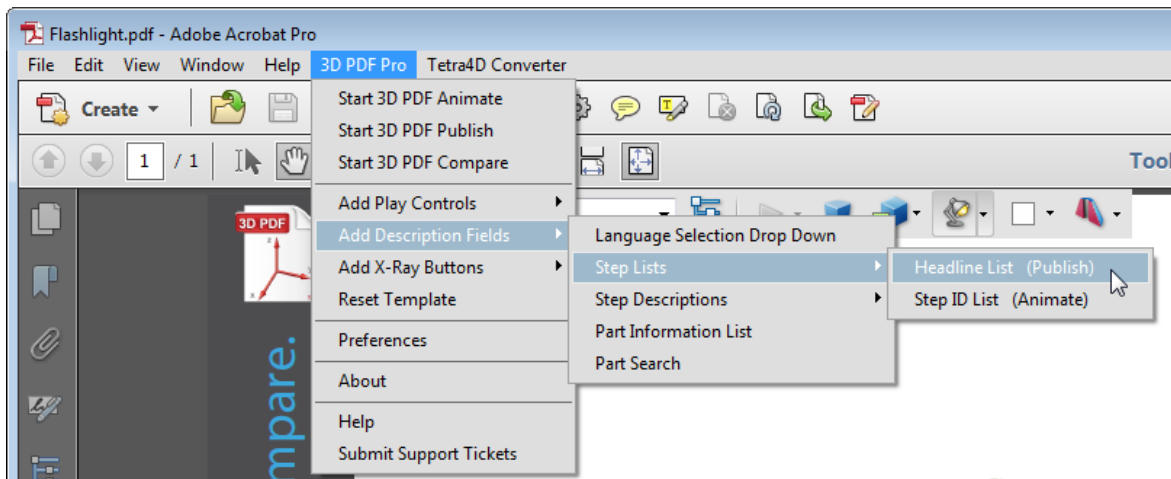 Flashlight.pdf - Adobe Acrobat Pro
File Edit View Window Help 3D PDF Pro Tetra4D Converter
Create
1 / 1
Tool
Start 3D PDF Animate
Start 3D PDF Publish
Start 3D PDF Compare
Add Play Controls
Add Description Fields
Add X-Ray Buttons
Reset Template
Preferences
About
Help
Submit Support Tickets
Language Selection Drop Down
Step Lists
Step Descriptions
Part Information List
Part Search
Headline List (Publish)
Step ID List (Animate)
3D PDF
mpare.